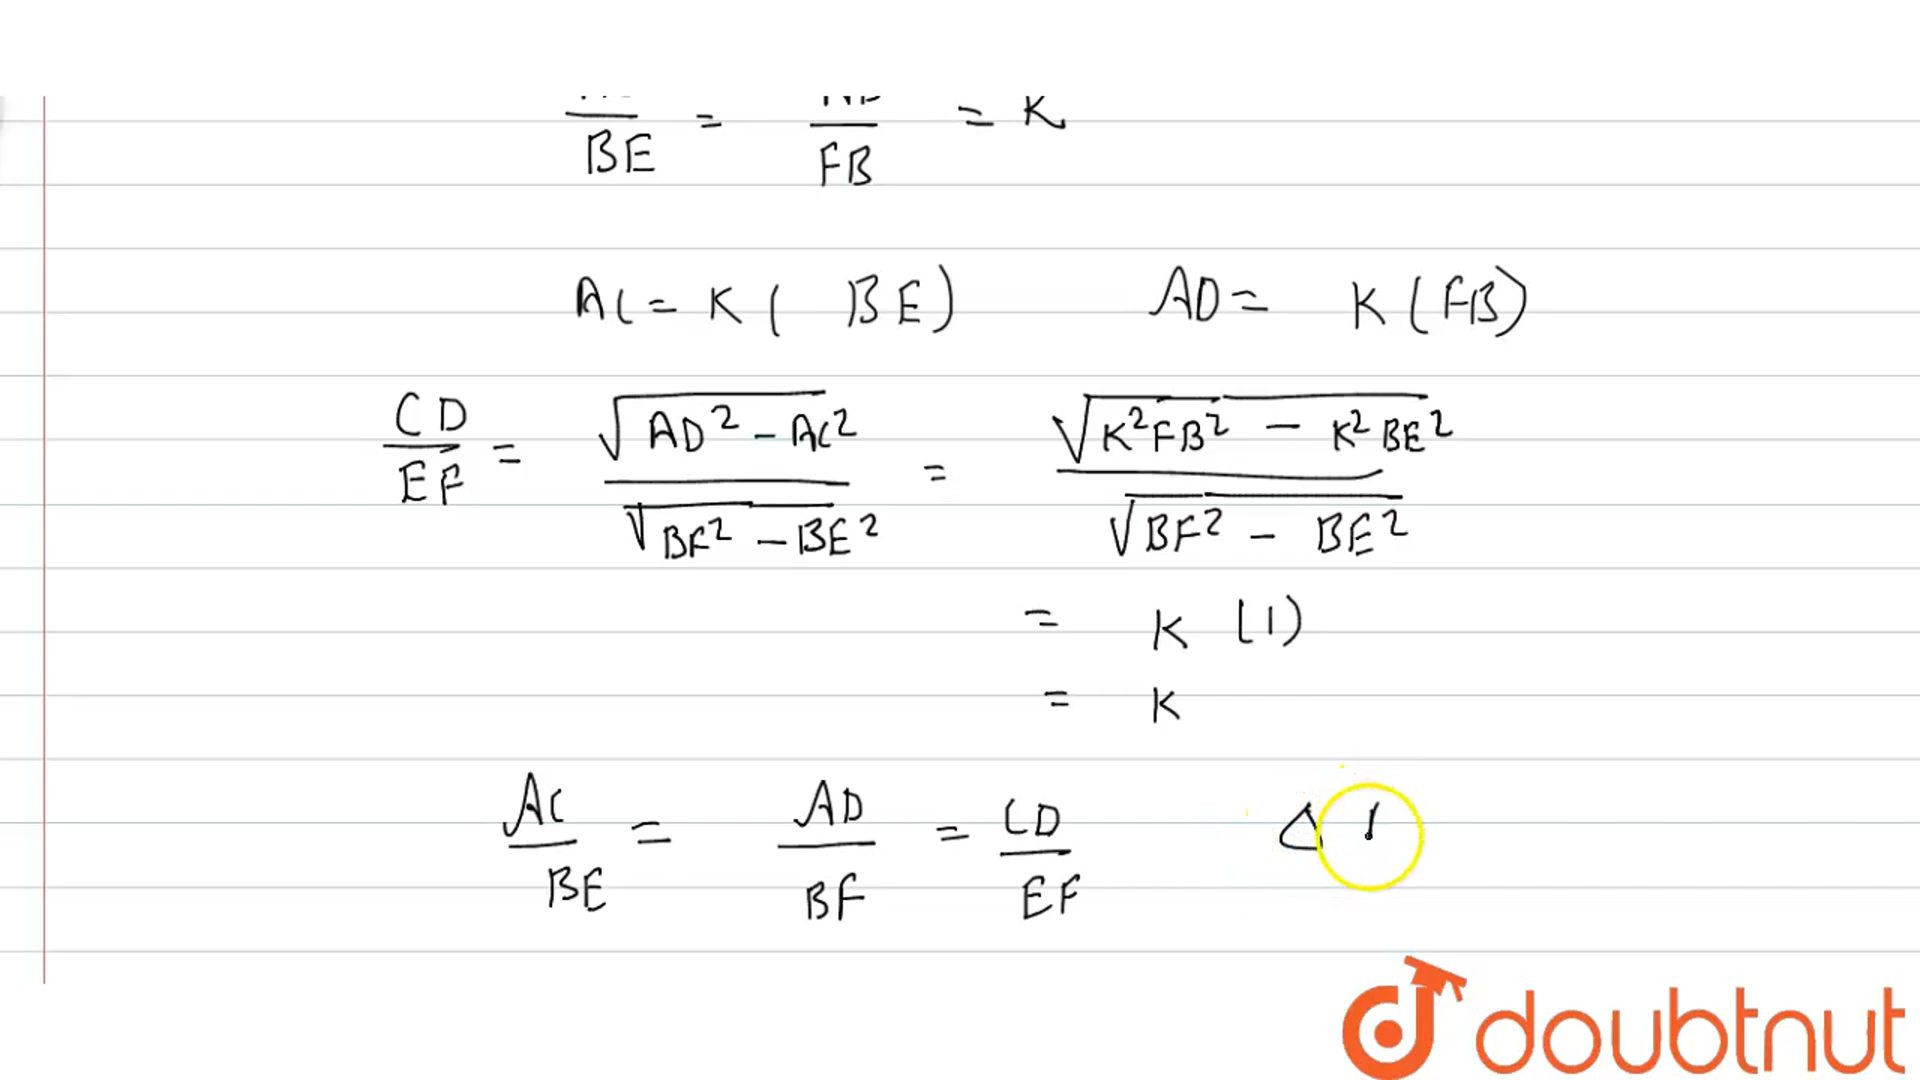 BE = FB = K
AC = K ( BE ) AD = K (FB)
CD/EF = √AD² - AC² / √BF² - BE² = √K²FB² - K²BE² / √BF² - BE²
= K (1)
= K
AC/BE = AD/BF = CD/EF Δ
doubtnut